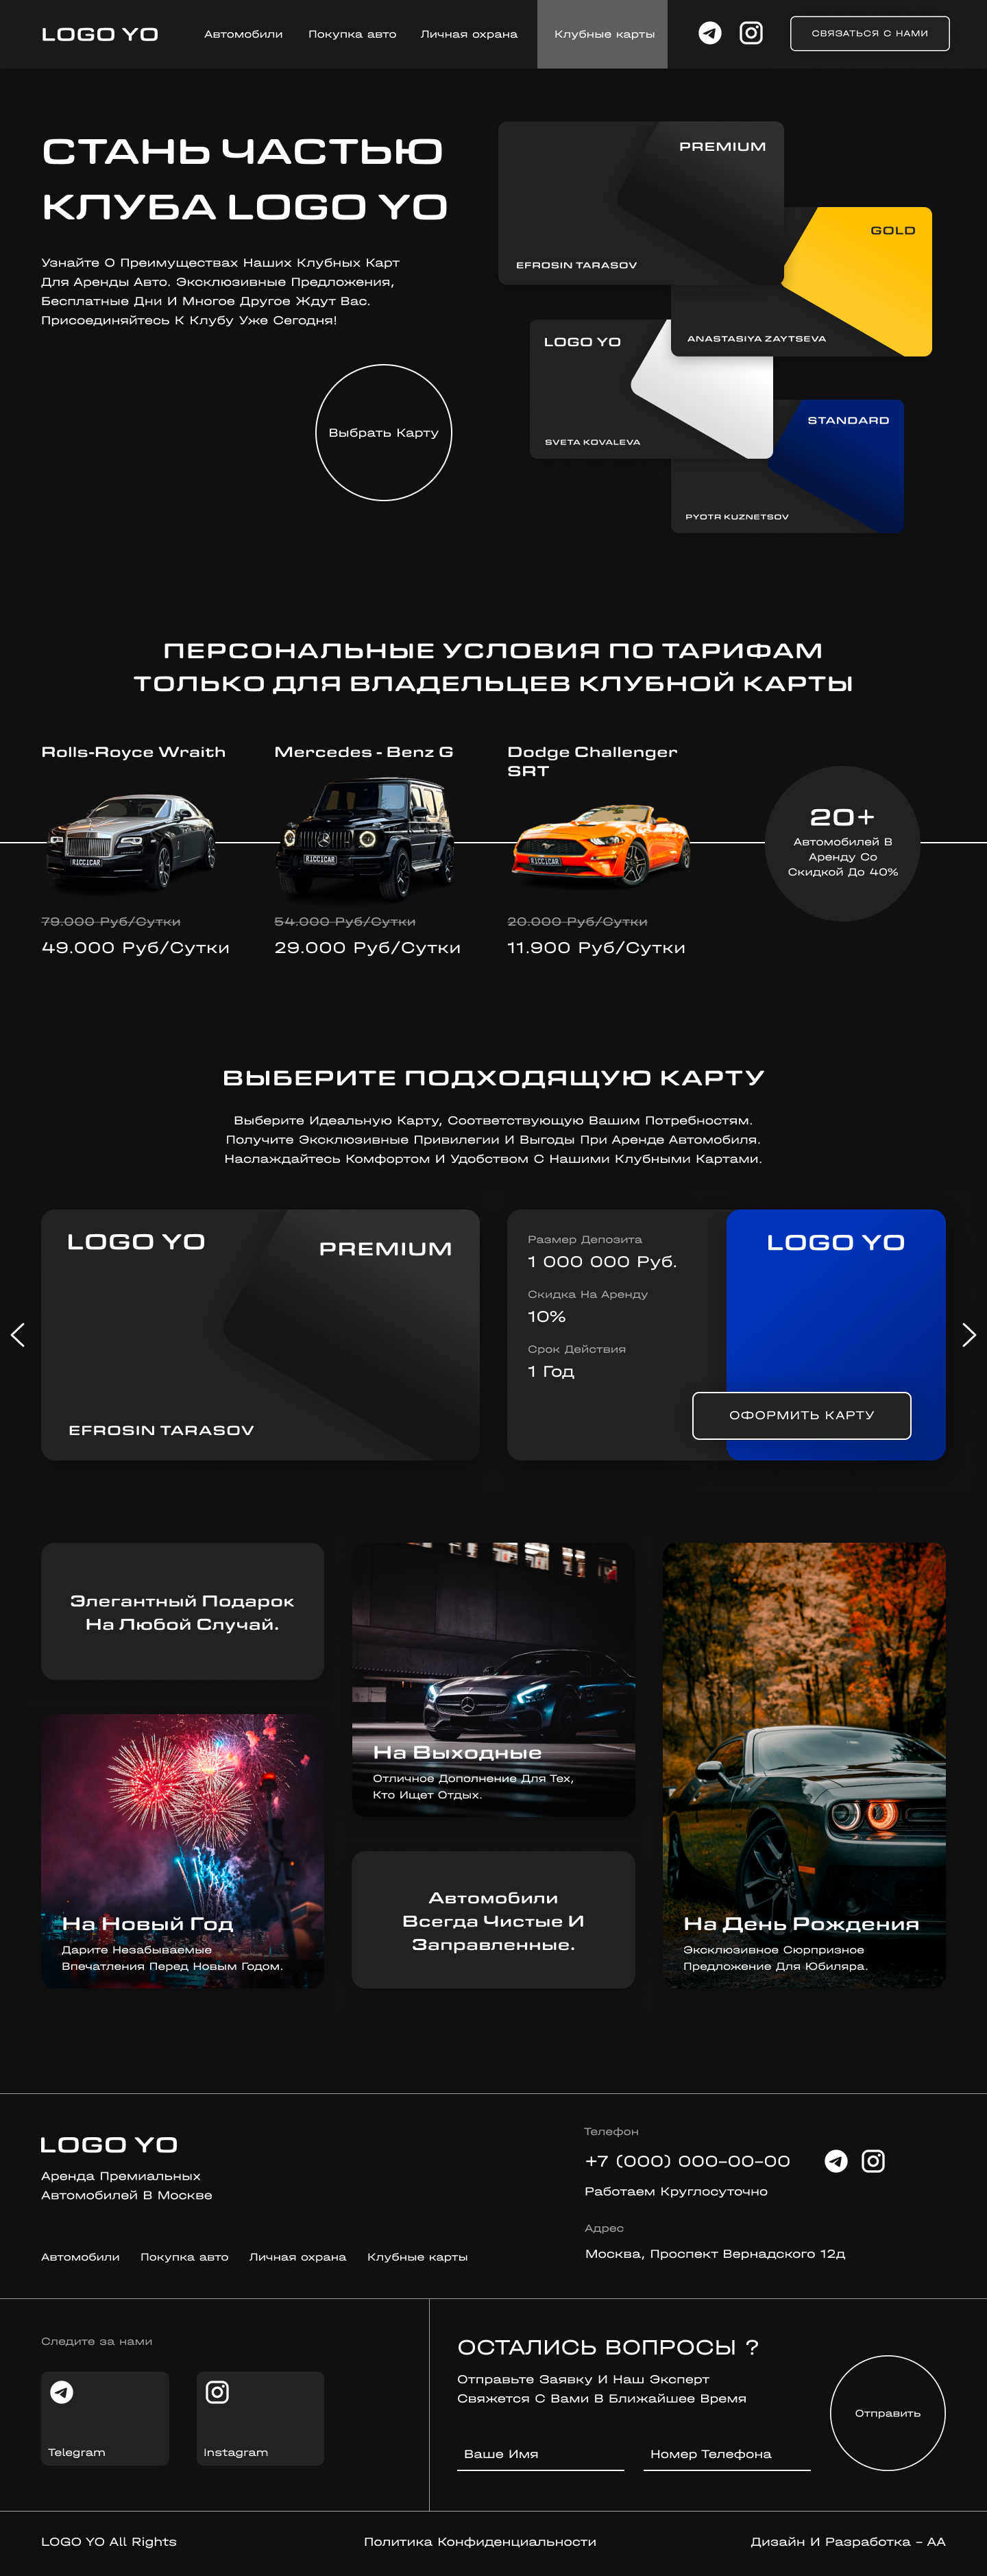 LOGO YO
Автомобили
Покупка авто
Личная охрана
Клубные карты
СВЯЗАТЬСЯ С НАМИ
СТАНЬ ЧАСТЬЮ
КЛУБА LOGO YO
Узнайте О Преимуществах Наших Клубных Карт
Для Аренды Авто. Эксклюзивные Предложения,
Бесплатные Дни И Многое Другое Ждут Вас.
Присоединяйтесь К Клубу Уже Сегодня!
Выбрать Карту
PREMIUM
EFROSIN TARASOV
GOLD
ANASTASIYA ZAYTSEVA
LOGO YO
SVETA KOVALEVA
STANDARD
PYOTR KUZNETSOV
ПЕРСОНАЛЬНЫЕ УСЛОВИЯ ПО ТАРИФАМ
ТОЛЬКО ДЛЯ ВЛАДЕЛЬЦЕВ КЛУБНОЙ КАРТЫ
Rolls-Royce Wraith
RICCICAR
79.000 Руб/Сутки
49.000 Руб/Сутки
Mercedes - Benz G
RICCICAR
54.000 Руб/Сутки
29.000 Руб/Сутки
Dodge Challenger
SRT
RICCICAR
20.000 Руб/Сутки
11.900 Руб/Сутки
20+
Автомобилей В
Аренду Со
Скидкой До 40%
ВЫБЕРИТЕ ПОДХОДЯЩУЮ КАРТУ
Выберите Идеальную Карту, Соответствующую Вашим Потребностям.
Получите Эксклюзивные Привилегии И Выгоды При Аренде Автомобиля.
Наслаждайтесь Комфортом И Удобством С Нашими Клубными Картами.
LOGO YO
PREMIUM
EFROSIN TARASOV
Размер Депозита
1 000 000 Руб.
Скидка На Аренду
10%
Срок Действия
1 Год
LOGO YO
ОФОРМИТЬ КАРТУ
Элегантный Подарок
На Любой Случай.
На Новый Год
Дарите Незабываемые
Впечатления Перед Новым Годом.
На Выходные
Отличное Дополнение Для Тех,
Кто Ищет Отдых.
Автомобили
Всегда Чистые И
Заправленные.
На День Рождения
Эксклюзивное Сюрпризное
Предложение Для Юбиляра.
LOGO YO
Аренда Премиальных
Автомобилей В Москве
Автомобили
Покупка авто
Личная охрана
Клубные карты
Телефон
+7 (000) 000-00-00
Работаем Круглосуточно
Адрес
Москва, Проспект Вернадского 12д
Следите за нами
Telegram
Instagram
ОСТАЛИСЬ ВОПРОСЫ ?
Отправьте Заявку И Наш Эксперт
Свяжется С Вами В Ближайшее Время
Ваше Имя
Номер Телефона
Отправить
LOGO YO All Rights
Политика Конфиденциальности
Дизайн И Разработка - АА